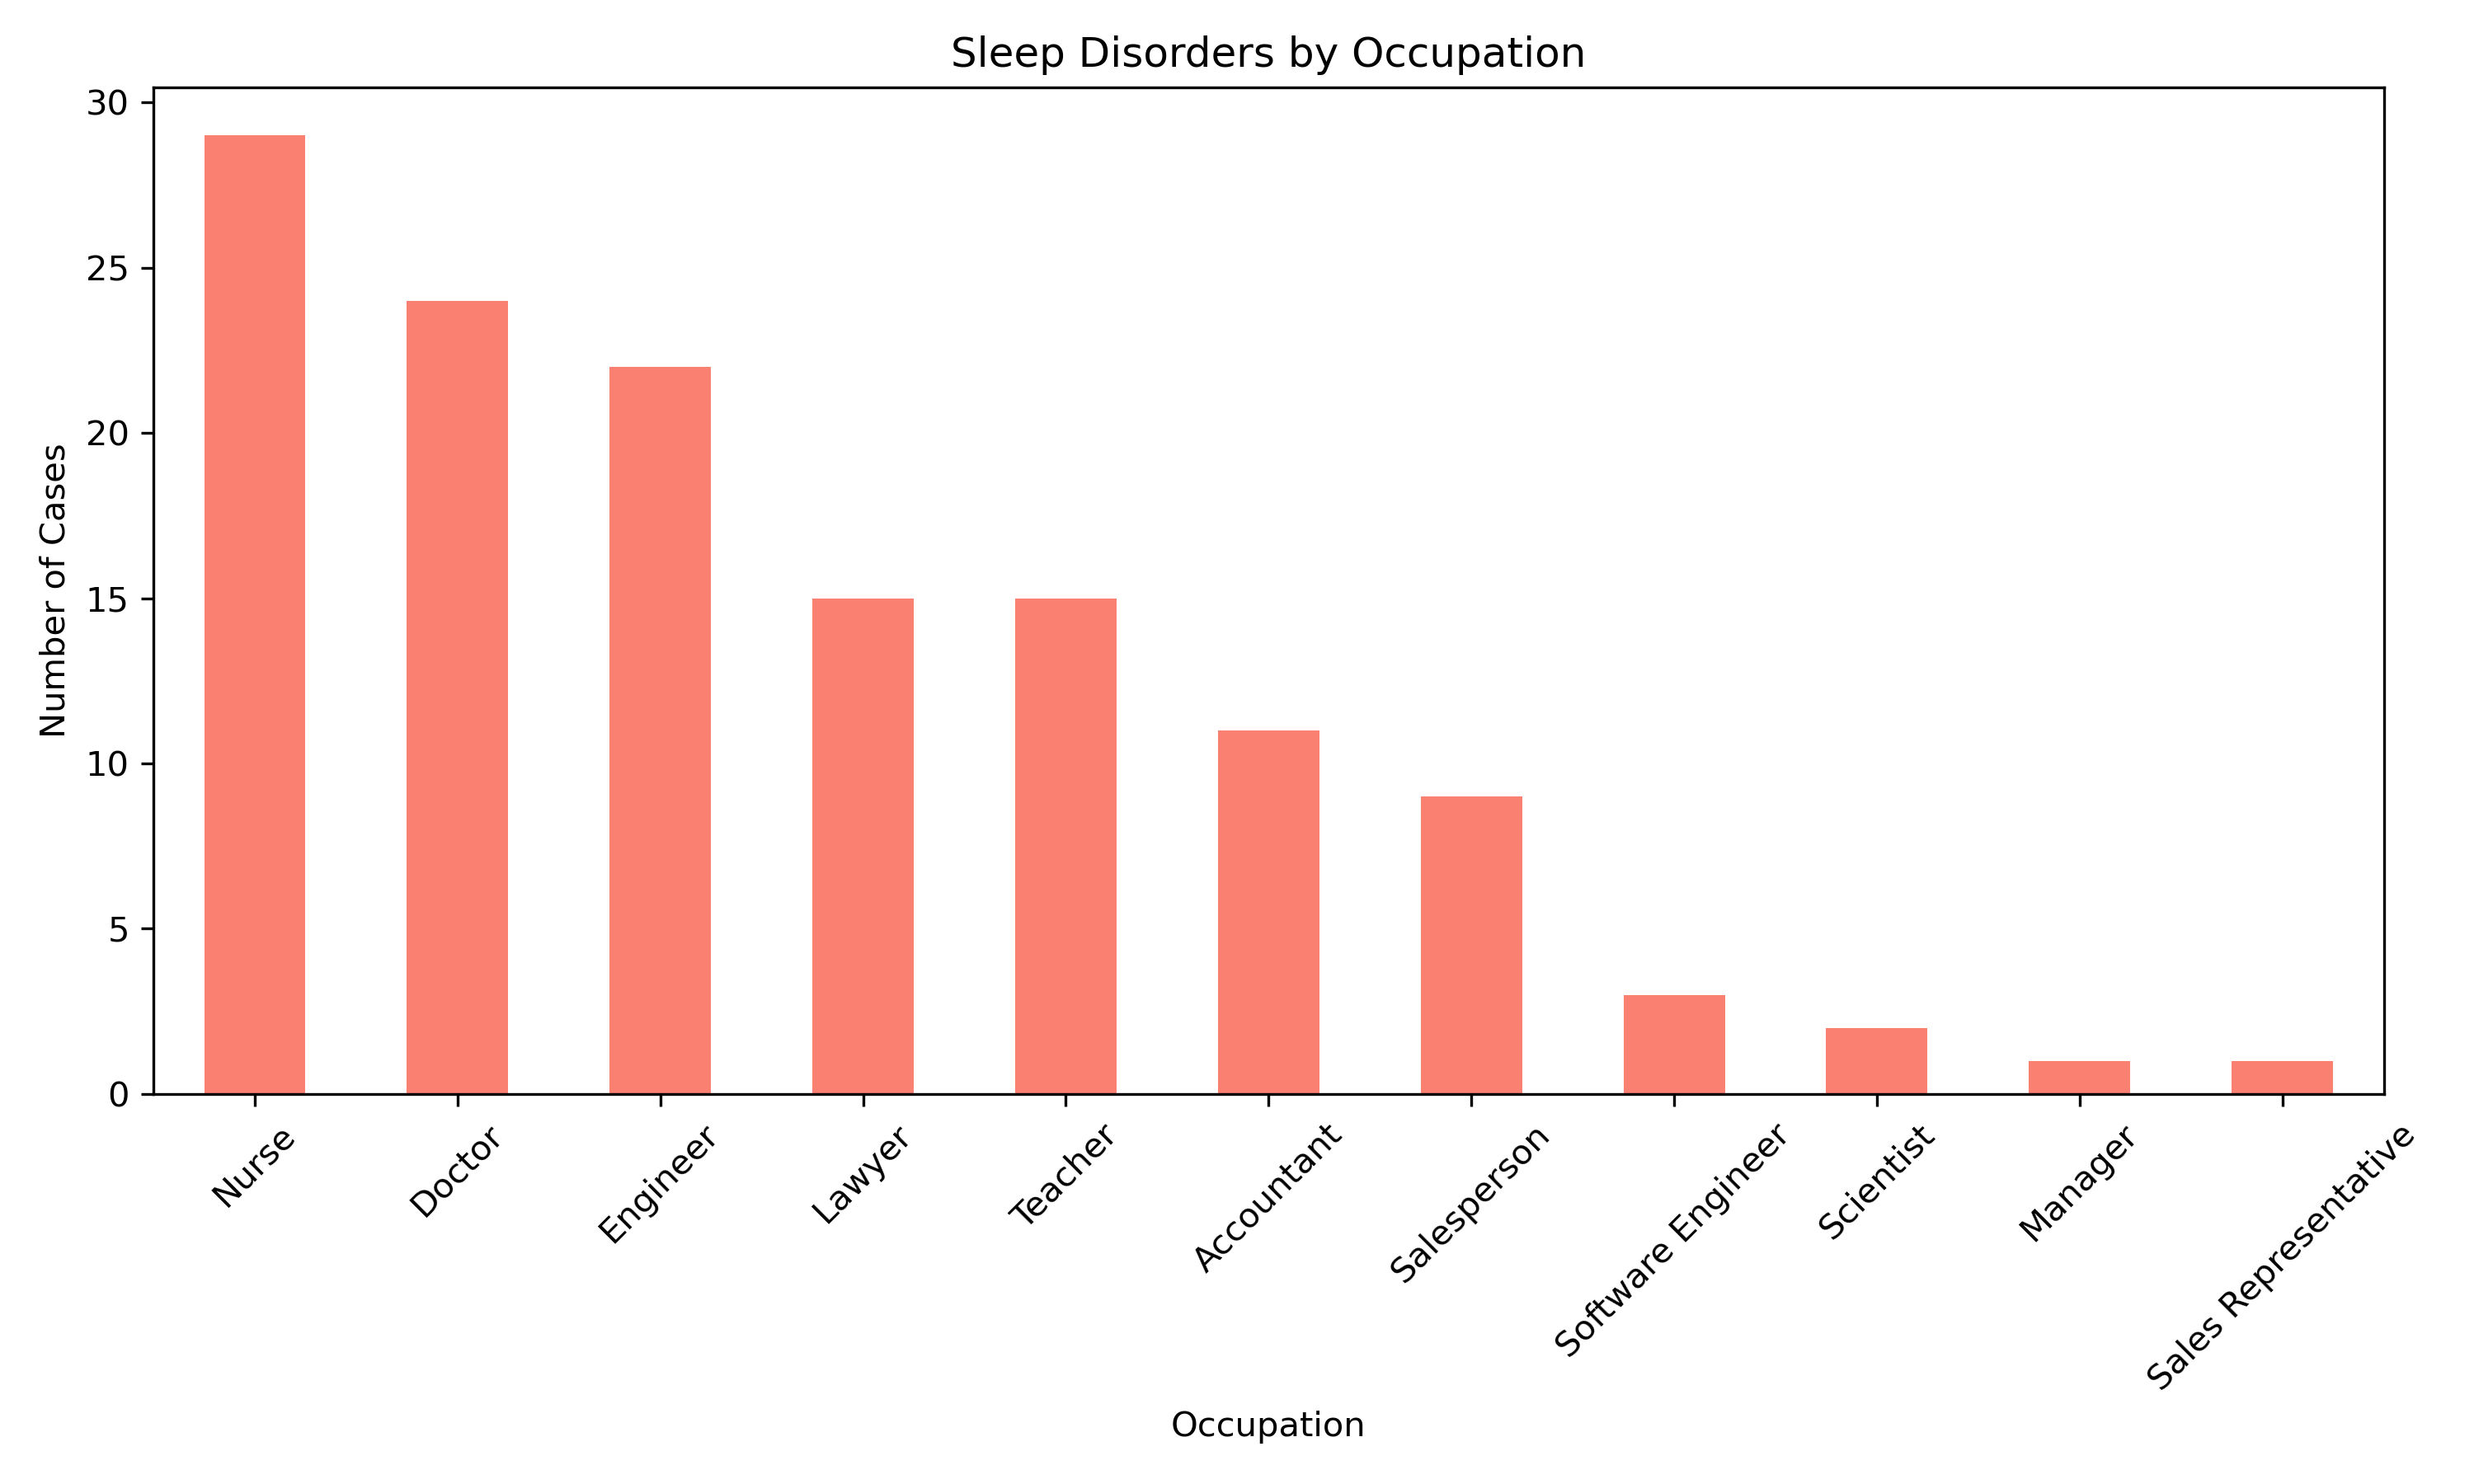 Sleep Disorders by Occupation
30
25
20
15
10
5
0
Number of Cases
Nurse
Doctor
Engineer
Lawyer
Teacher
Accountant
Salesperson
Software Engineer
Scientist
Manager
Sales Representative
Occupation